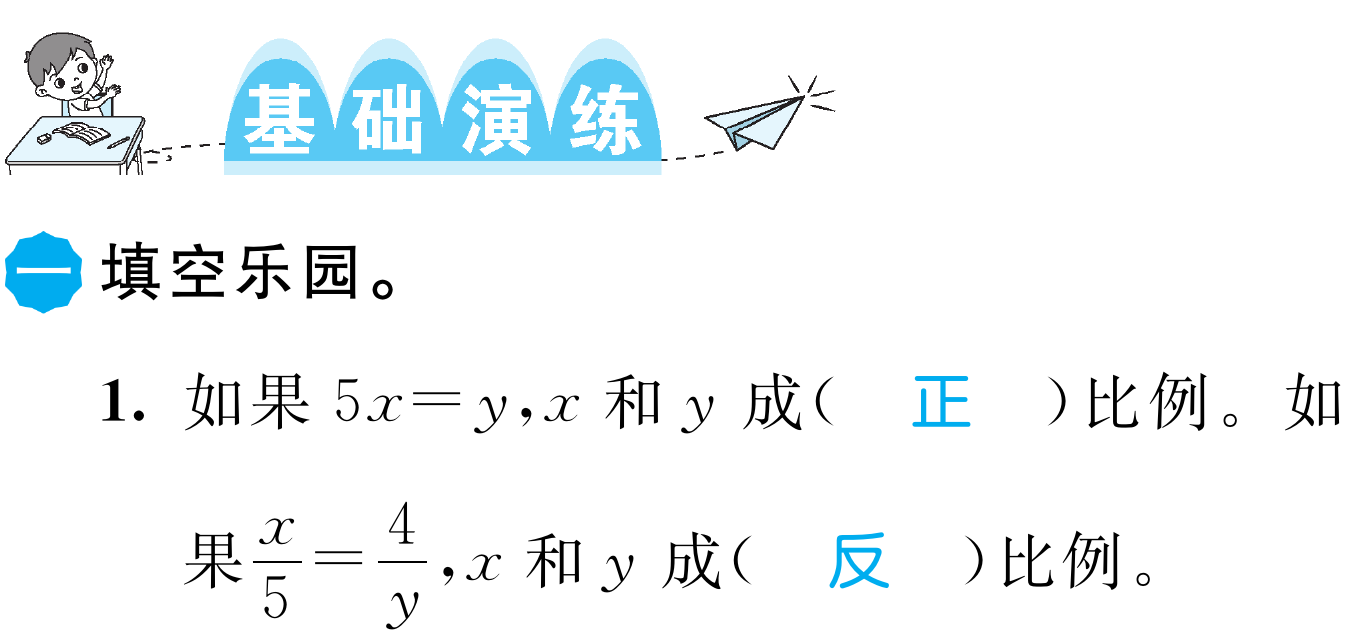 基础演练
一 填空乐园。
1. 如果 5x=y,x 和 y 成( 正 )比例。如
果x/5=4/y,x 和 y 成( 反 )比例。